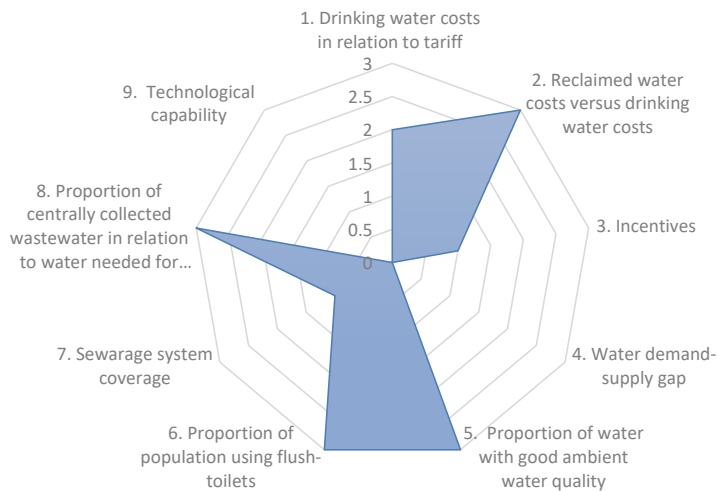 1. Drinking water costs
in relation to tariff
2. Reclaimed water
costs versus drinking
water costs
3. Incentives
4. Water demand-
supply gap
5. Proportion of water
with good ambient
water quality
6. Proportion of
population using flush-
toilets
7. Sewarage system
coverage
8. Proportion of
centrally collected
wastewater in relation
to water needed for...
9. Technological
capability
3
2.5
2
1.5
1
0.5
0